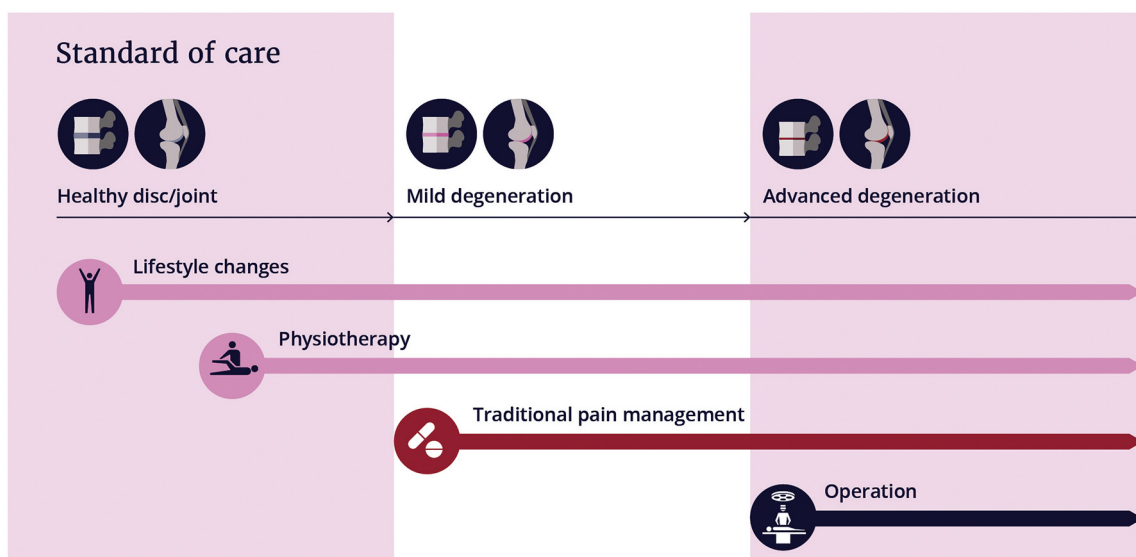 Standard of care
Healthy disc/joint
Mild degeneration
Advanced degeneration
Lifestyle changes
Physiotherapy
Traditional pain management
Operation